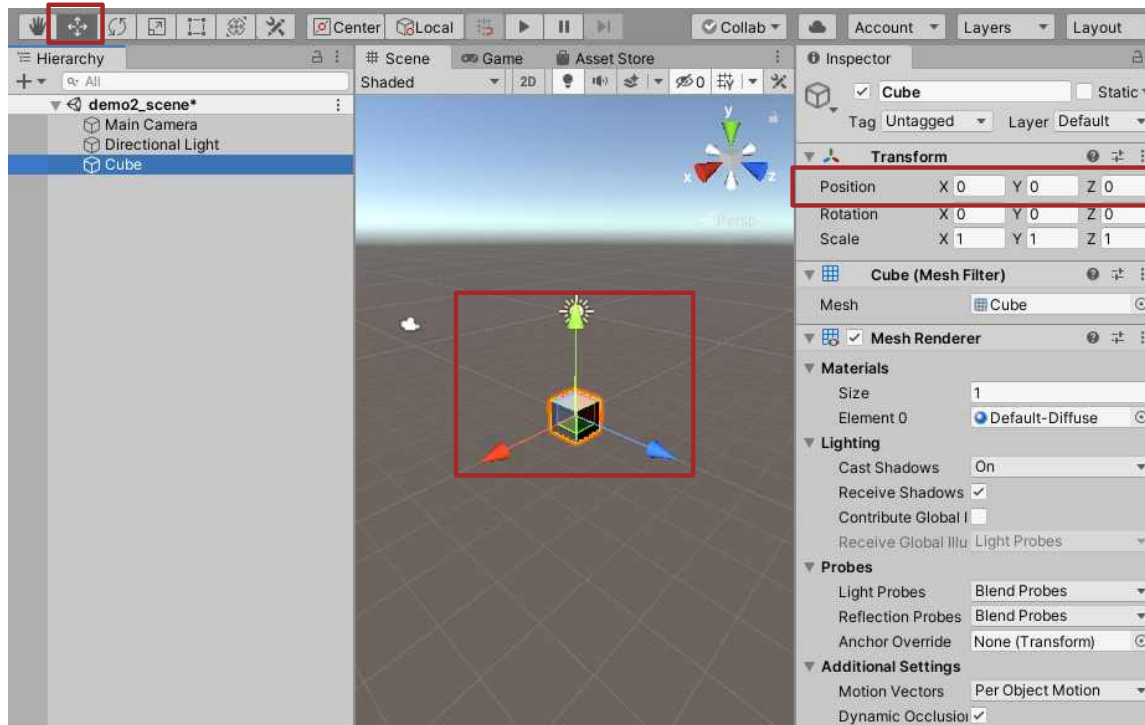 Center Local Collab Account Layers Layout
Hierarchy
All
demo2_scene*
Main Camera
Directional Light
Cube
Scene Game Asset Store
Shaded 2D 0
y
x z
Persp
Inspector
Cube Static
Tag Untagged Layer Default
Transform
Position X 0 Y 0 Z 0
Rotation X 0 Y 0 Z 0
Scale X 1 Y 1 Z 1
Cube (Mesh Filter)
Mesh Cube
Mesh Renderer
Materials
Size 1
Element 0 Default-Diffuse
Lighting
Cast Shadows On
Receive Shadows
Contribute Global I
Receive Global Illu Light Probes
Probes
Light Probes Blend Probes
Reflection Probes Blend Probes
Anchor Override None (Transform)
Additional Settings
Motion Vectors Per Object Motion
Dynamic Occlusion